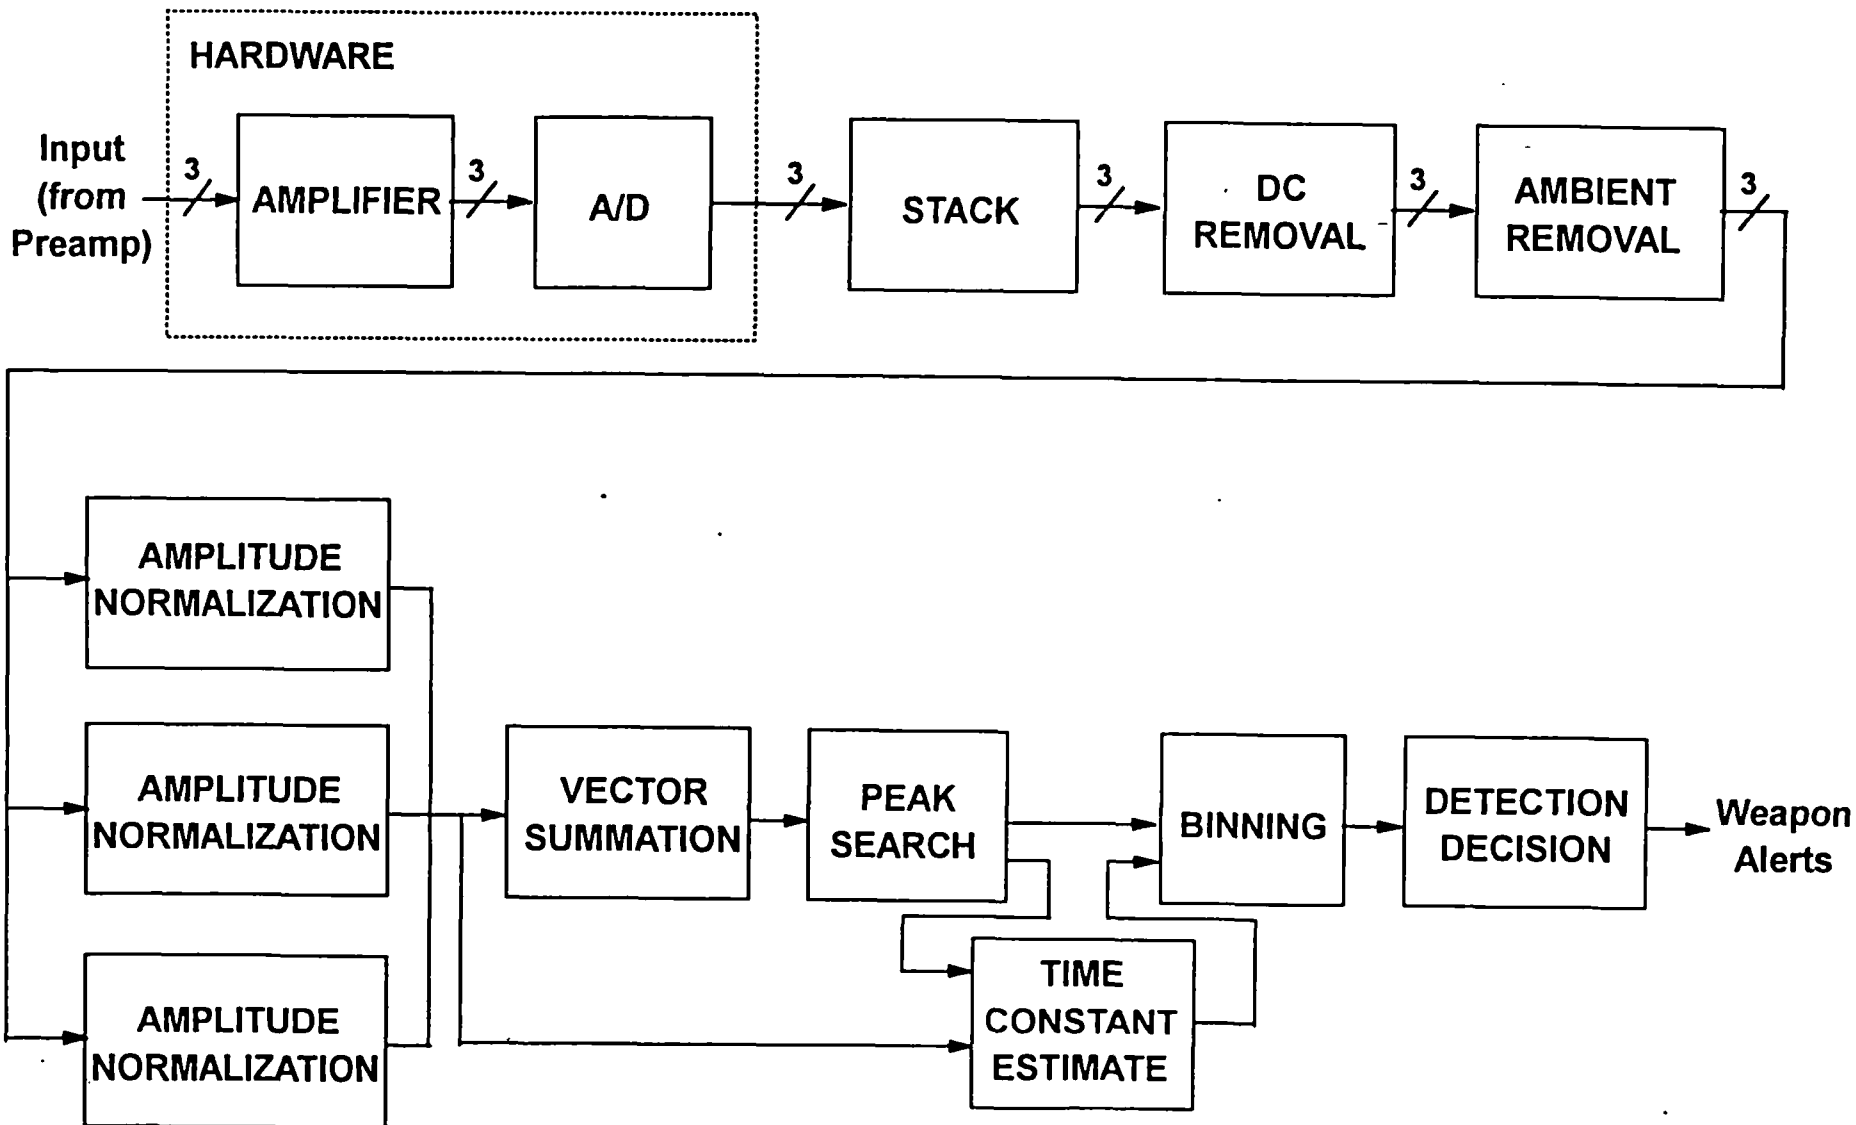 HARDWARE
Input
(from
Preamp)
3
AMPLIFIER
3
A/D
3
STACK
3
DC
REMOVAL
3
AMBIENT
REMOVAL
3
AMPLITUDE
NORMALIZATION
AMPLITUDE
NORMALIZATION
VECTOR
SUMMATION
PEAK
SEARCH
BINNING
DETECTION
DECISION
Weapon
Alerts
TIME
CONSTANT
ESTIMATE
AMPLITUDE
NORMALIZATION